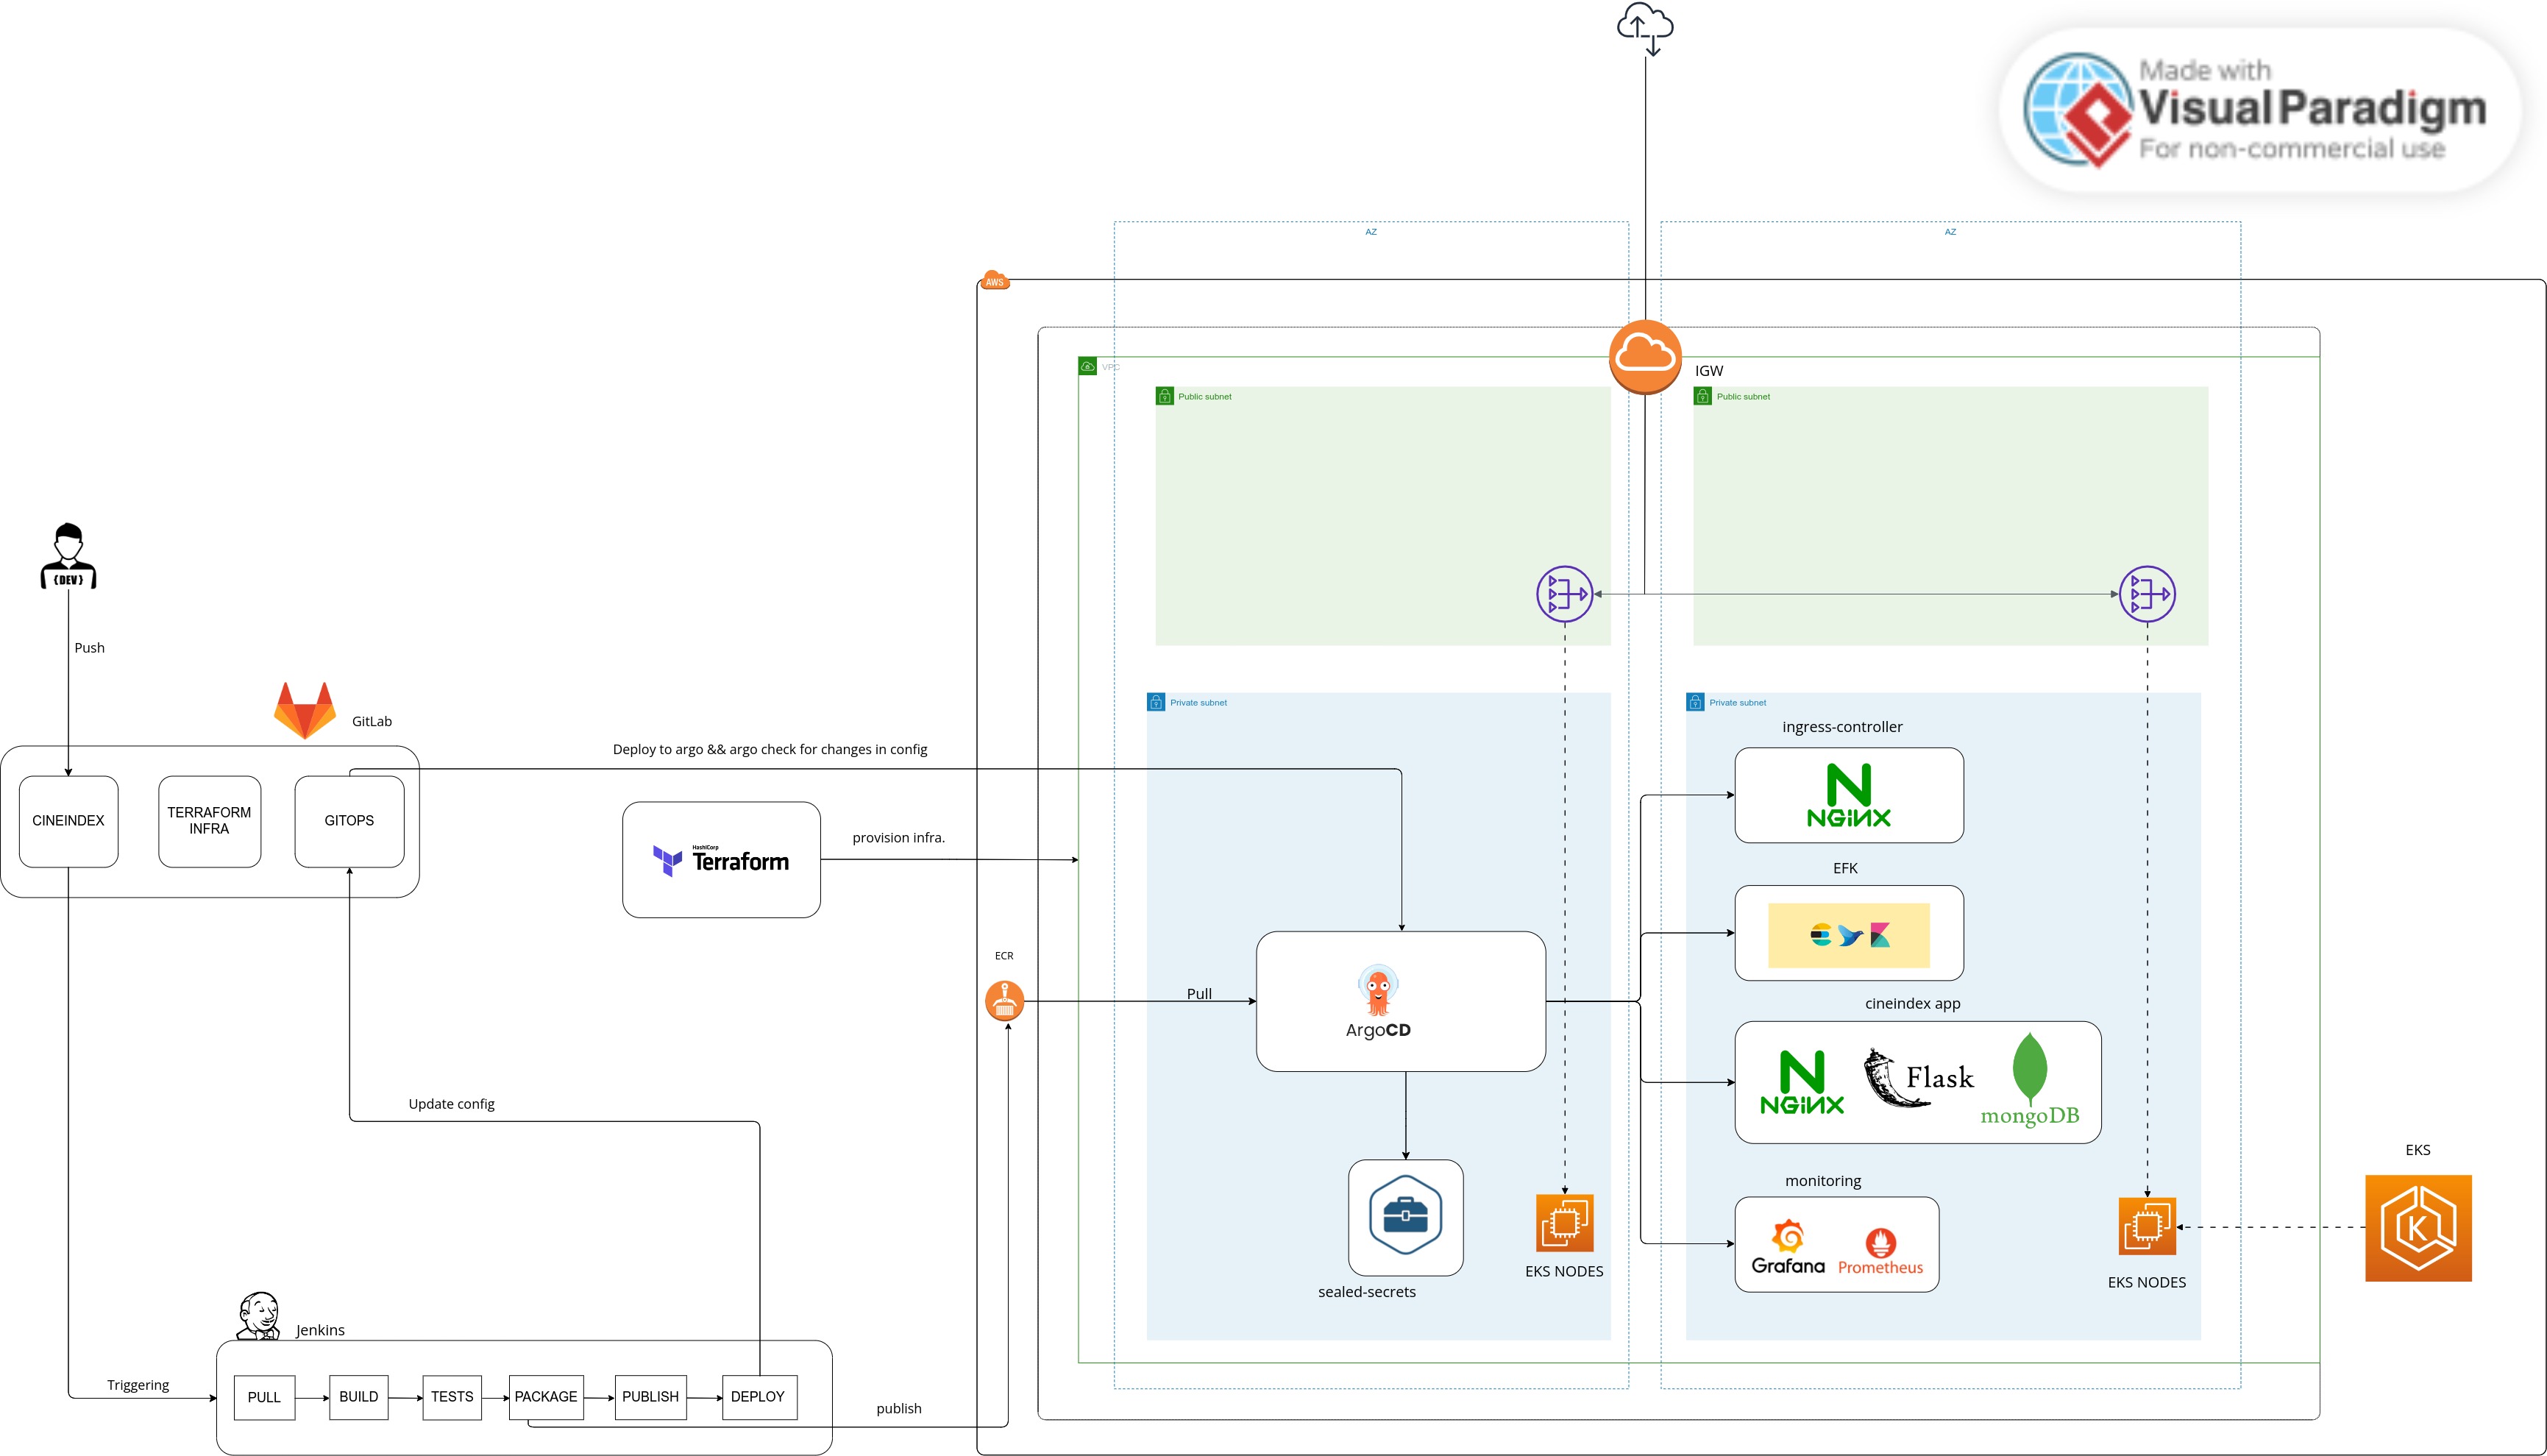 Made with
Visual Paradigm
For non-commercial use
AZ
AZ
AWS
VPC
IGW
Public subnet
Public subnet
{DEV}
Push
GitLab
Private subnet
Private subnet
ingress-controller
NGINX
Deploy to argo && argo check for changes in config
CINEINDEX
TERRAFORM
INFRA
GITOPS
HashiCorp
Terraform
provision infra.
EFK
ECR
Pull
ArgoCD
cineindex app
NGINX
Flask
mongoDB
Update config
EKS
K
monitoring
Grafana
Prometheus
EKS NODES
EKS NODES
sealed-secrets
Jenkins
Triggering
PULL
BUILD
TESTS
PACKAGE
PUBLISH
DEPLOY
publish